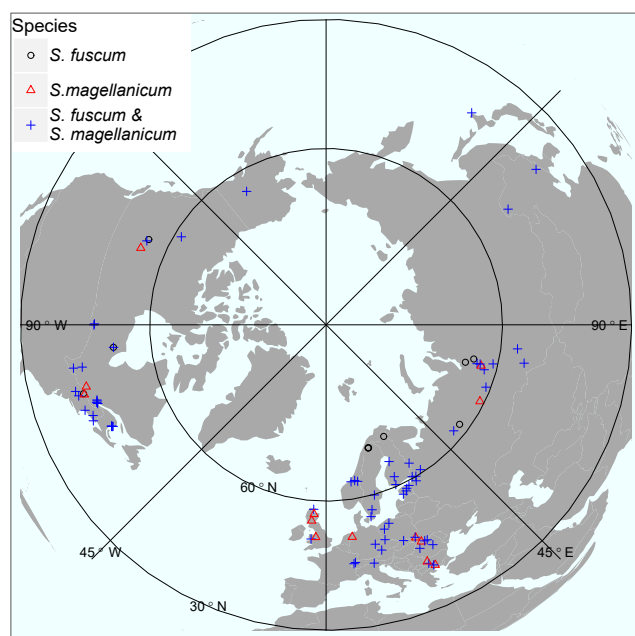 Species
S. fuscum
S.magellanicum
S. fuscum &
S. magellanicum
90 ° W
90 ° E
60 ° N
45 ° W
45 ° E
30 ° N